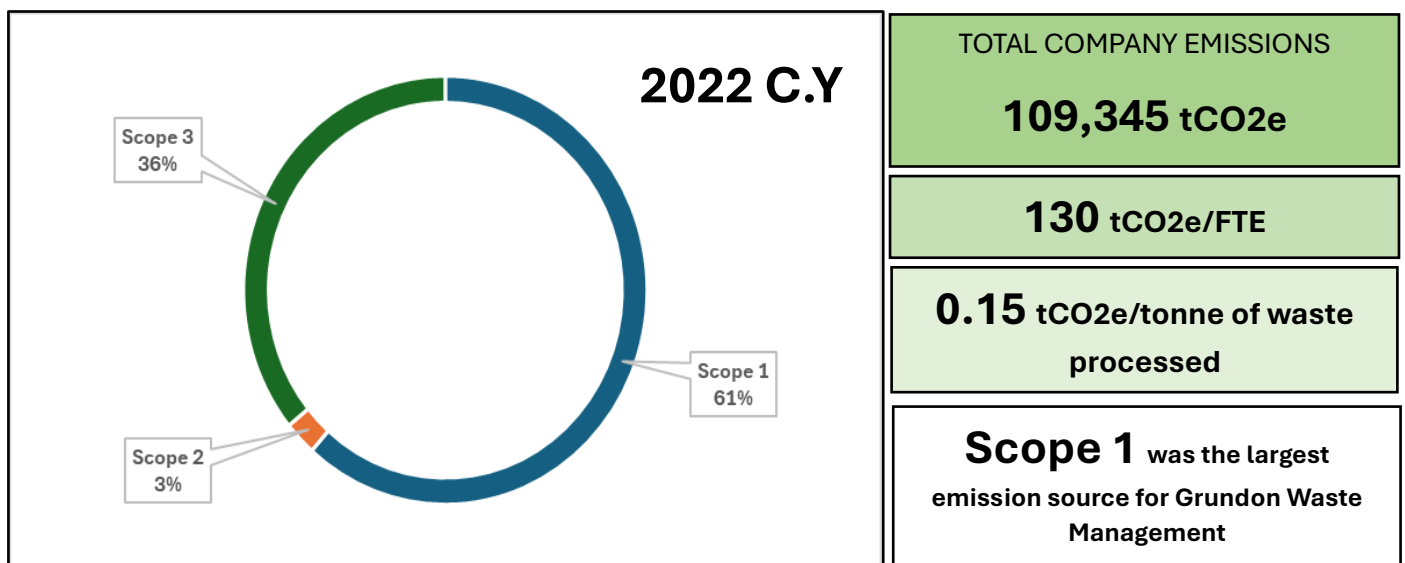 2022 C.Y
Scope 3
36%
Scope 1
61%
Scope 2
3%
TOTAL COMPANY EMISSIONS
109,345 tCO2e
130 tCO2e/FTE
0.15 tCO2e/tonne of waste
processed
Scope 1 was the largest
emission source for Grundon Waste
Management